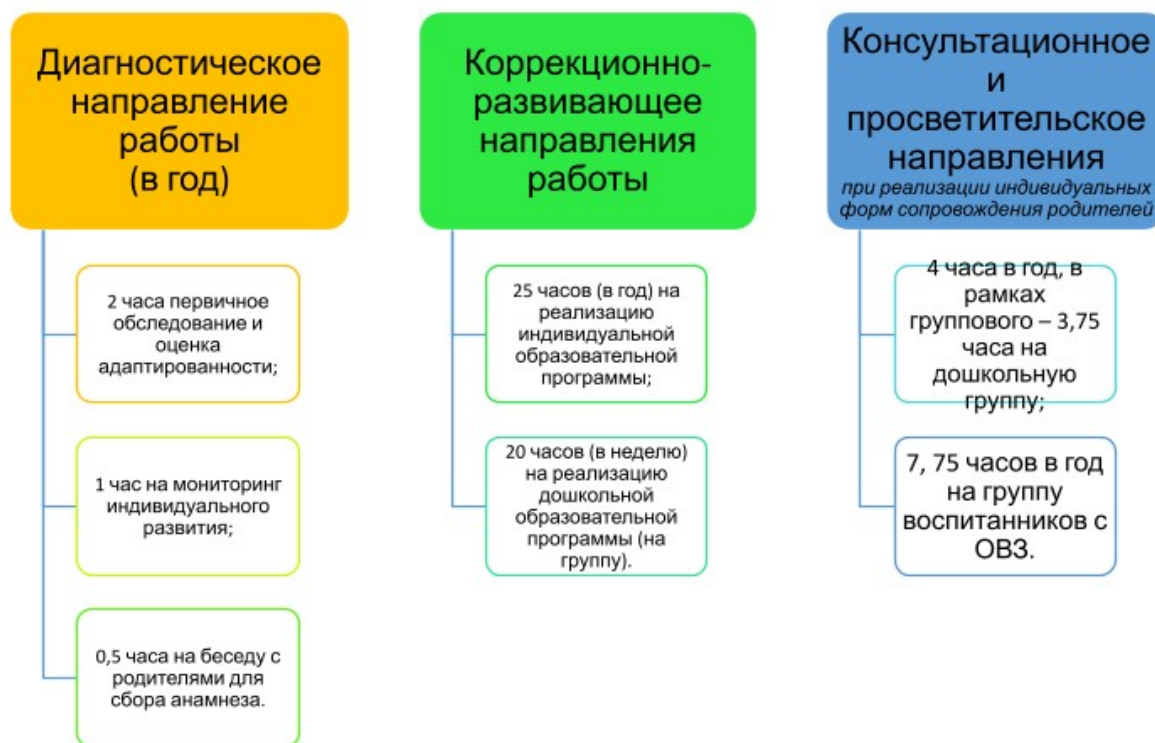 Диагностическое
направление
работы
(в год)
2 часа первичное
обследование и
оценка
адаптированности;
1 час на мониторинг
индивидуального
развития;
0,5 часа на беседу с
родителями для
сбора анамнеза.
Коррекционно-
развивающее
направления
работы
25 часов (в год) на
реализацию
индивидуальной
образовательной
программы;
20 часов (в неделю)
на реализацию
дошкольной
образовательной
программы (на
группу).
Консультационное
и
просветительское
направления
при реализации индивидуальных
форм сопровождения родителей
4 часа в год, в
рамках
группового – 3,75
часа на
дошкольную
группу;
7, 75 часов в год
на группу
воспитанников с
ОВЗ.